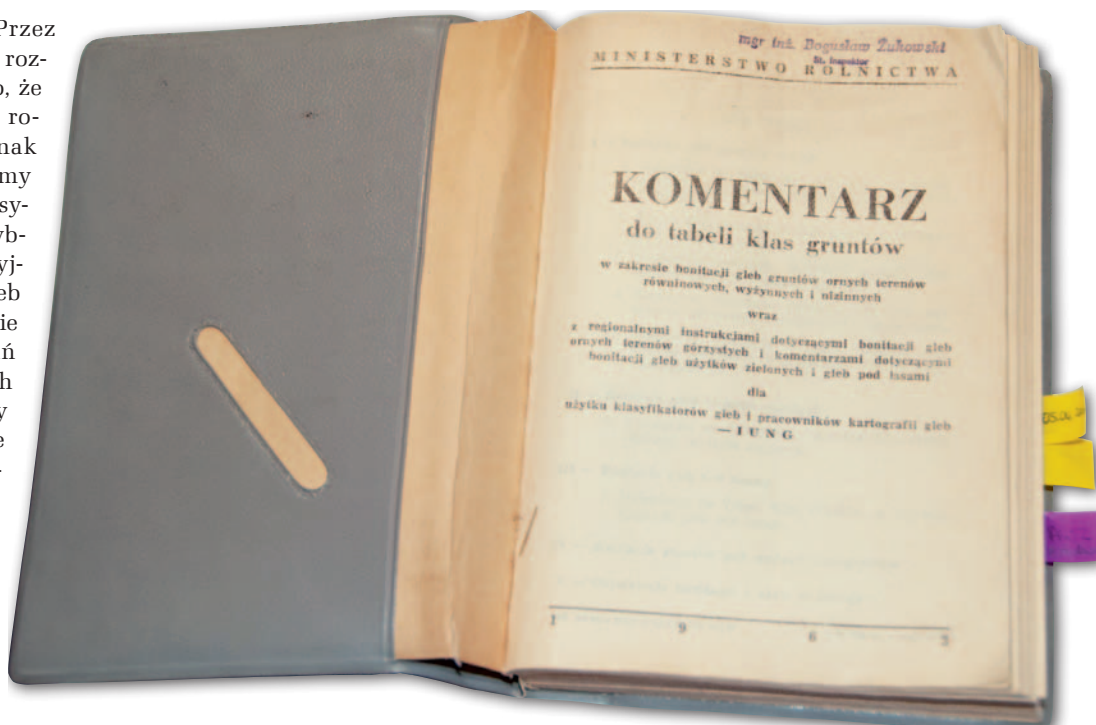 Przez
roz-
że
ro-
nak
my
sy-
yb-
yj-
eb
ie
ń
h
y
e
mgr inż. Bogusław Żukowski
St. Inspektor
MINISTERSTWO ROLNICTWA
KOMENTARZ
do tabeli klas gruntów
w zakresie bonitacji gleb gruntów ornych terenów
równinowych, wyżynnych i nizinnych
wraz
z regionalnymi instrukcjami dotyczącymi bonitacji gleb
ornych terenów górzystych i komentarzami dotyczącymi
bonitacji gleb użytków zielonych i gleb pod lasami
dla
użytku klasyfikatorów gleb i pracowników kartografii gleb
— I U N G
1 9 6 3